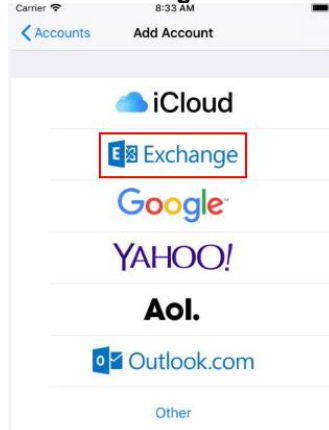 Carrier 8:33 AM
Accounts Add Account
iCloud
E Exchange
Google
YAHOO!
Aol.
o Outlook.com
Other